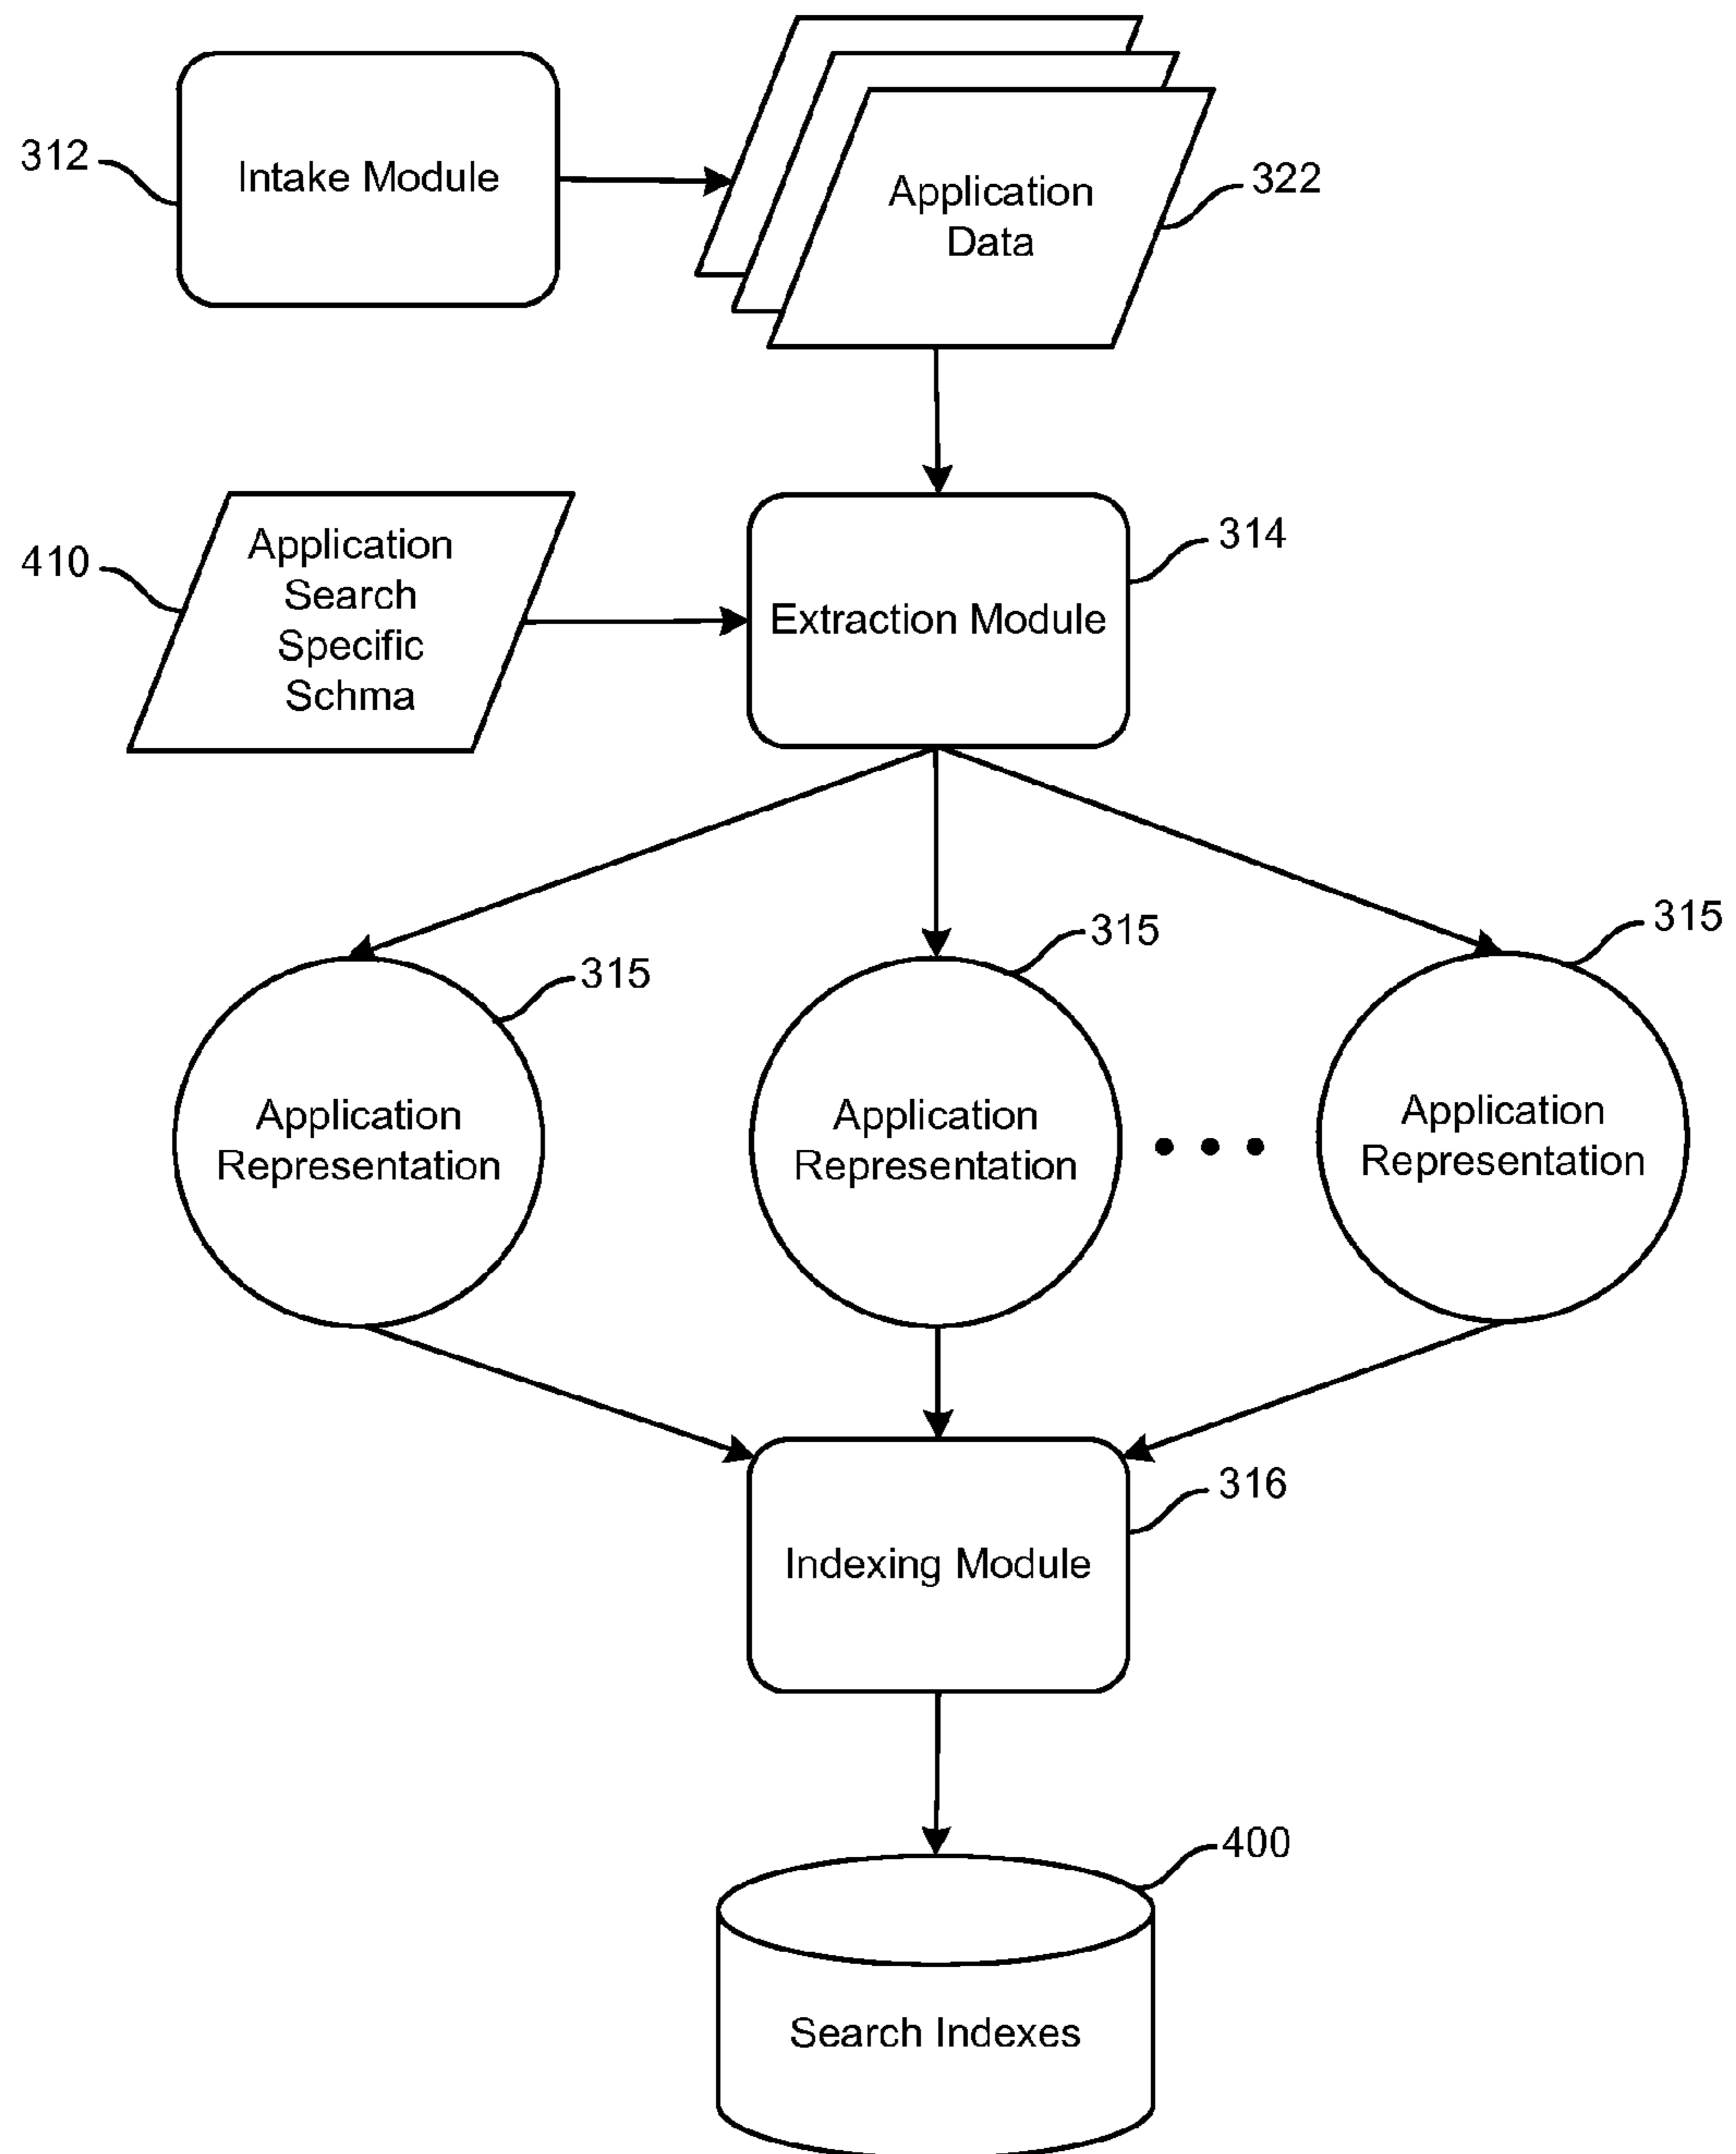 312
Intake Module
Application
Data
322
410
Application
Search
Specific
Schma
Extraction Module
314
315
315
315
Application
Representation
Application
Representation
Application
Representation
Indexing Module
316
400
Search Indexes